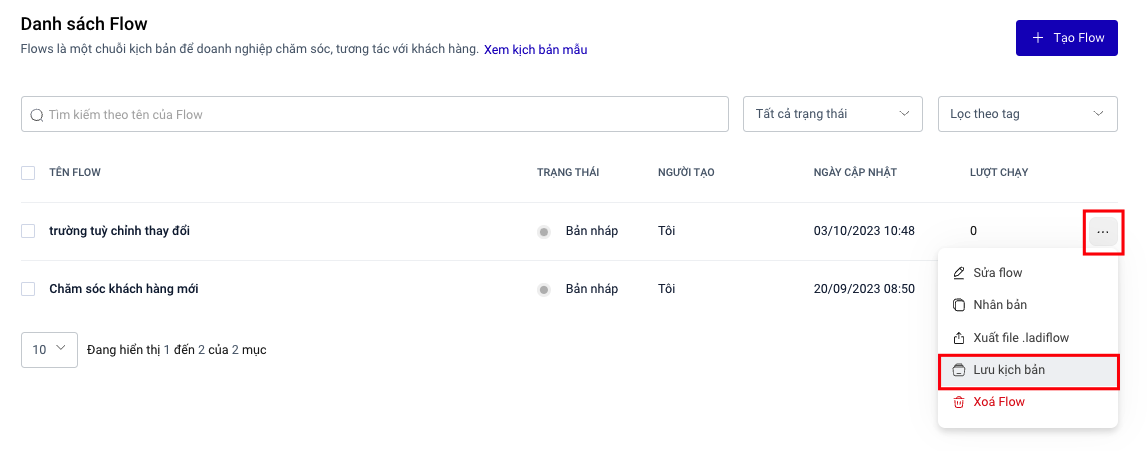 Danh sách Flow
Flows là một chuỗi kịch bản để doanh nghiệp chăm sóc, tương tác với khách hàng. Xem kịch bản mẫu
Tạo Flow
Tìm kiếm theo tên của Flow
Tất cả trạng thái
Lọc theo tag
TÊN FLOW TRẠNG THÁI NGƯỜI TẠO NGÀY CẬP NHẬT LƯỢT CHẠY
trường tuỳ chỉnh thay đổi Bản nháp Tôi 03/10/2023 10:48 0 ...
Chăm sóc khách hàng mới Bản nháp Tôi 20/09/2023 08:50
Sửa flow
Nhân bản
Xuất file .ladiflow
Lưu kịch bản
Xoá Flow
10 Đang hiển thị 1 đến 2 của 2 mục